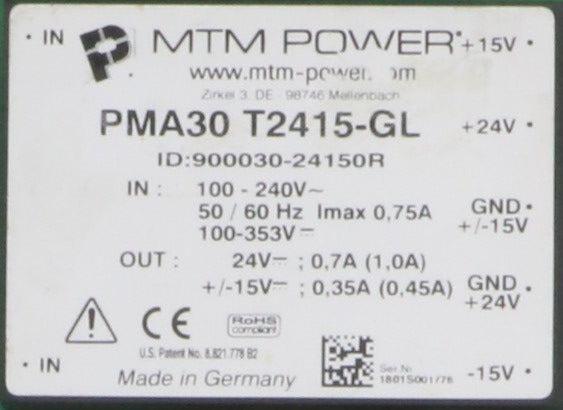 · IN MTM POWER® +15V ·
www.mtm-power.com
Zirkel 3, DE - 98746 Mellenbach
PMA30 T2415-GL +24V ·
ID:900030-24150R
IN : 100 - 240V~
50 / 60 Hz Imax 0,75A GND ·
100-353V⎓ +/-15V
OUT : 24V⎓ ; 0,7A (1,0A)
+/-15V⎓ ; 0,35A (0,45A) GND ·
+24V
CE RoHS
compliant
U.S. Patent No. 8,821,778 B2
· IN Made in Germany Ser.Nr. -15V ·